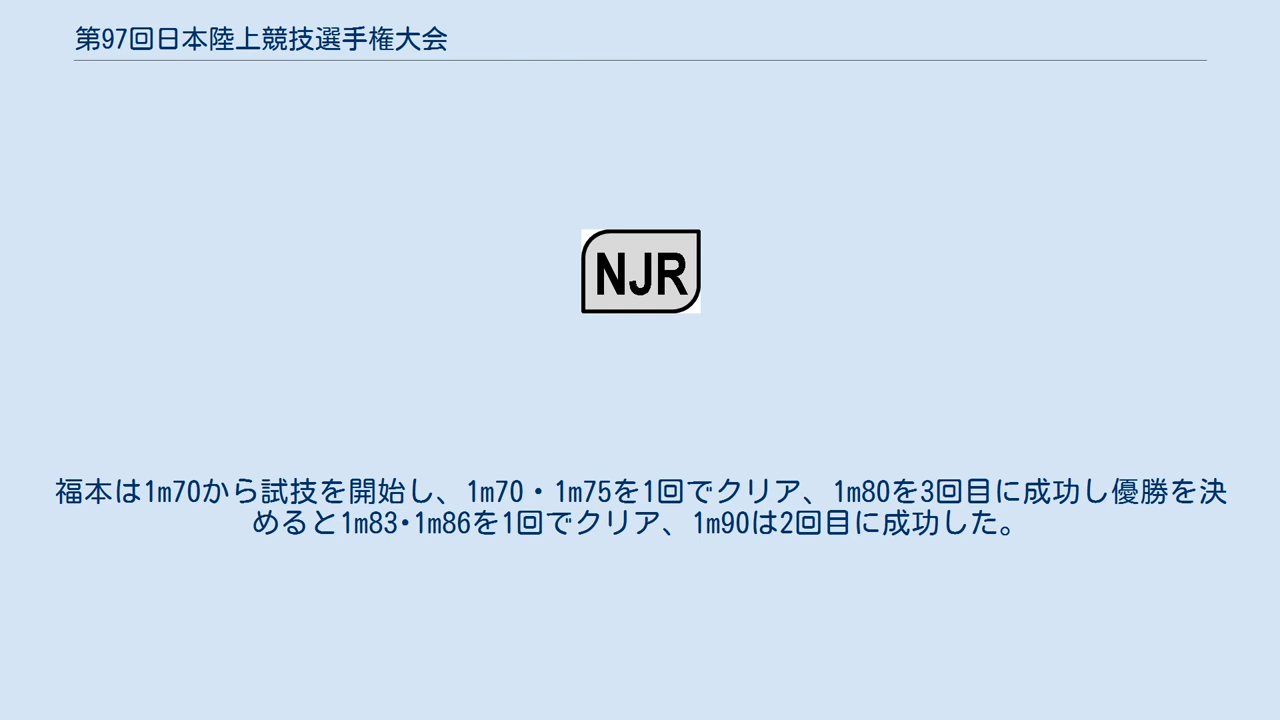 第97回日本陸上競技選手権大会
NJR
福本は1m70から試技を開始し、1m70・1m75を1回でクリア、1m80を3回目に成功し優勝を決
めると1m83･1m86を1回でクリア、1m90は2回目に成功した。